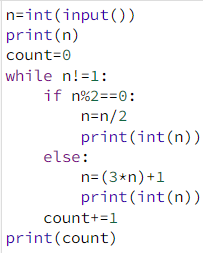 n=int(input())
print(n)
count=0
while n!=1:
    if n%2==0:
        n=n/2
        print(int(n))
    else:
        n=(3*n)+1
        print(int(n))
    count+=1
print(count)